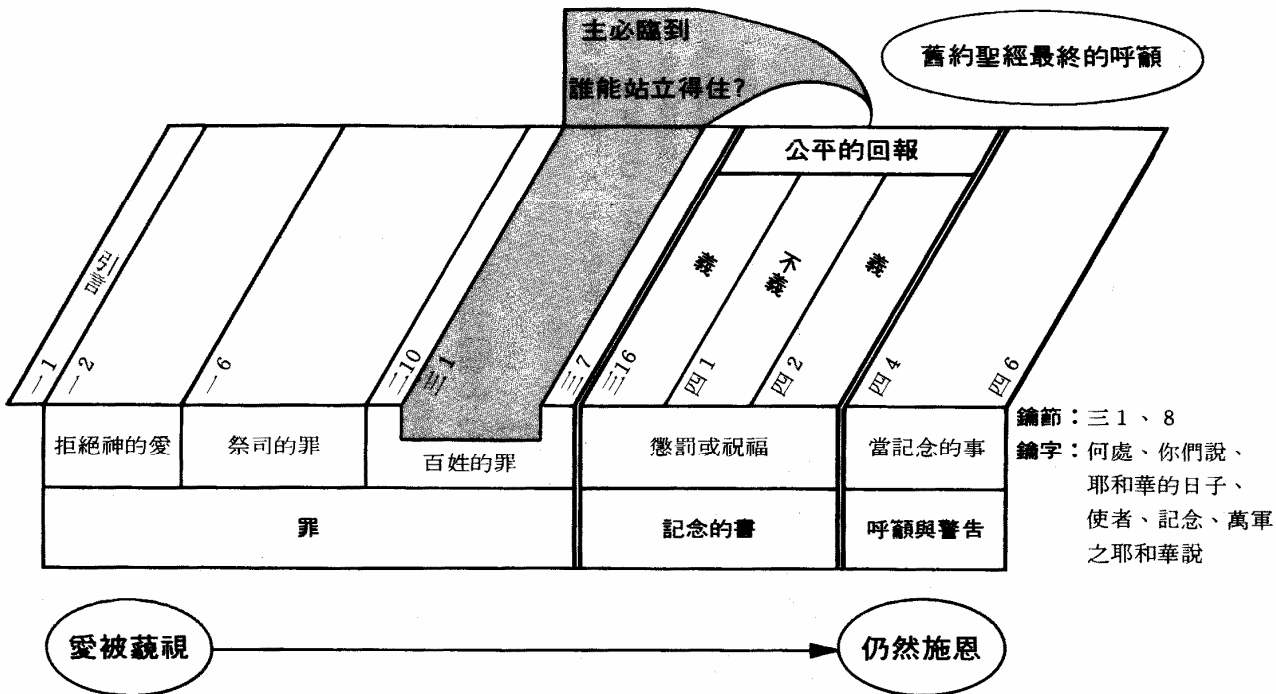 主必臨到
誰能站立得住?
舊約聖經最終的呼籲
公平的回報
引言
義
不義
義
一1
一2
一6
二10
三1
三7
三16
四1
四2
四4
四6
拒絕神的愛
祭司的罪
百姓的罪
懲罰或祝福
當記念的事
罪
記念的書
呼籲與警告
鑰節：三1、8
鑰字：何處、你們說、
耶和華的日子、
使者、記念、萬軍
之耶和華說
愛被藐視
仍然施恩